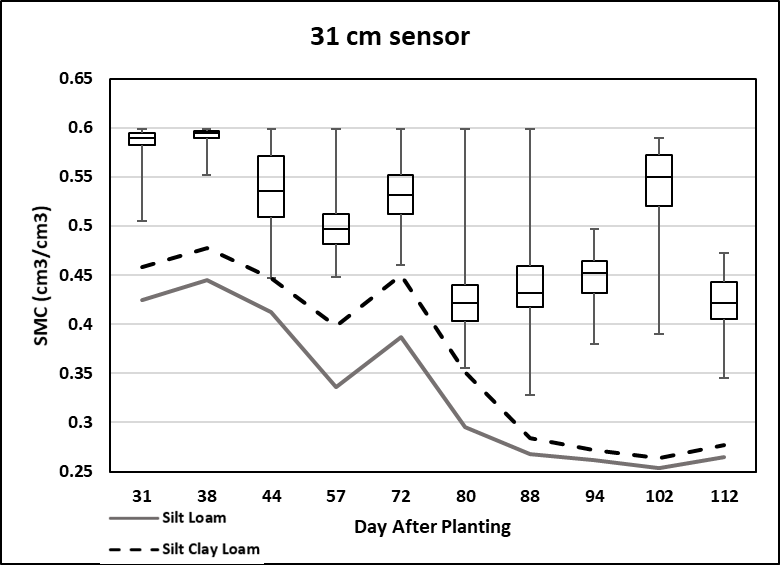 31 cm sensor
0.65
0.6
0.55
0.5
0.45
0.4
0.35
0.3
0.25
SMC (cm3/cm3)
31 38 44 57 72 80 88 94 102 112
Day After Planting
Silt Loam
Silt Clay Loam